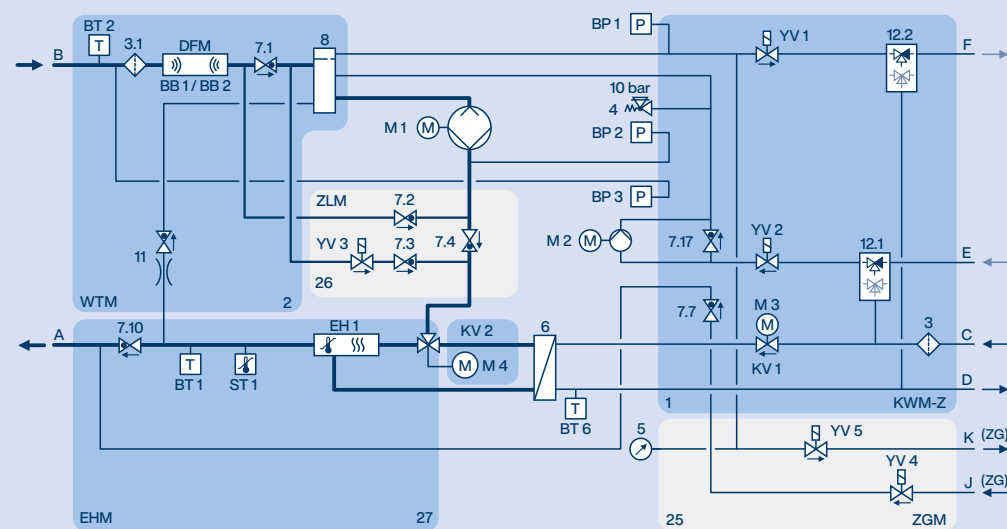 BP 1 P
YV 1
12.2
F
BT 2
T
3.1
DFM
7.1
8
B
BB 1 / BB 2
10 bar
4
M 1 M
BP 2 P
BP 3 P
ZLM
7.2
YV 3
7.3
7.4
26
M 2 M
7.17
YV 2
12.1
E
11
WTM
2
7.7
M 3
M
KV 1
3
C
A
7.10
EH 1
KV 2
M M 4
6
T
BT 1
ST 1
T
BT 6
D
1
KWM-Z
5
YV 5
K (ZG)
YV 4
J (ZG)
EHM
27
25
ZGM